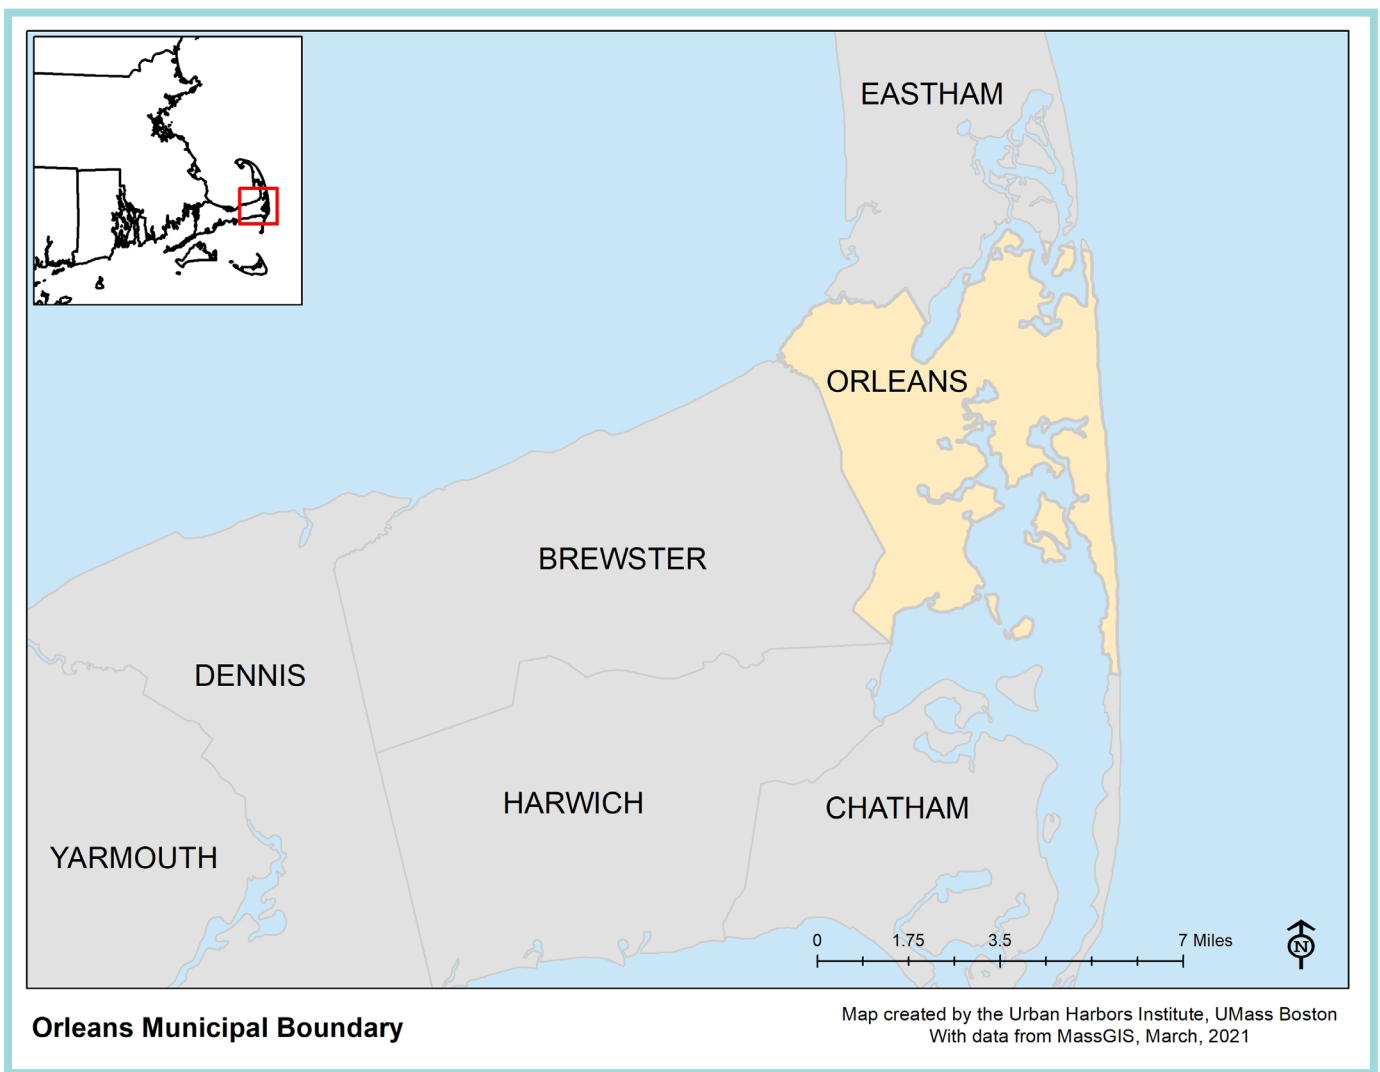 EASTHAM
ORLEANS
BREWSTER
DENNIS
HARWICH
CHATHAM
YARMOUTH
0 1.75 3.5 7 Miles
N
Orleans Municipal Boundary
Map created by the Urban Harbors Institute, UMass Boston
With data from MassGIS, March, 2021